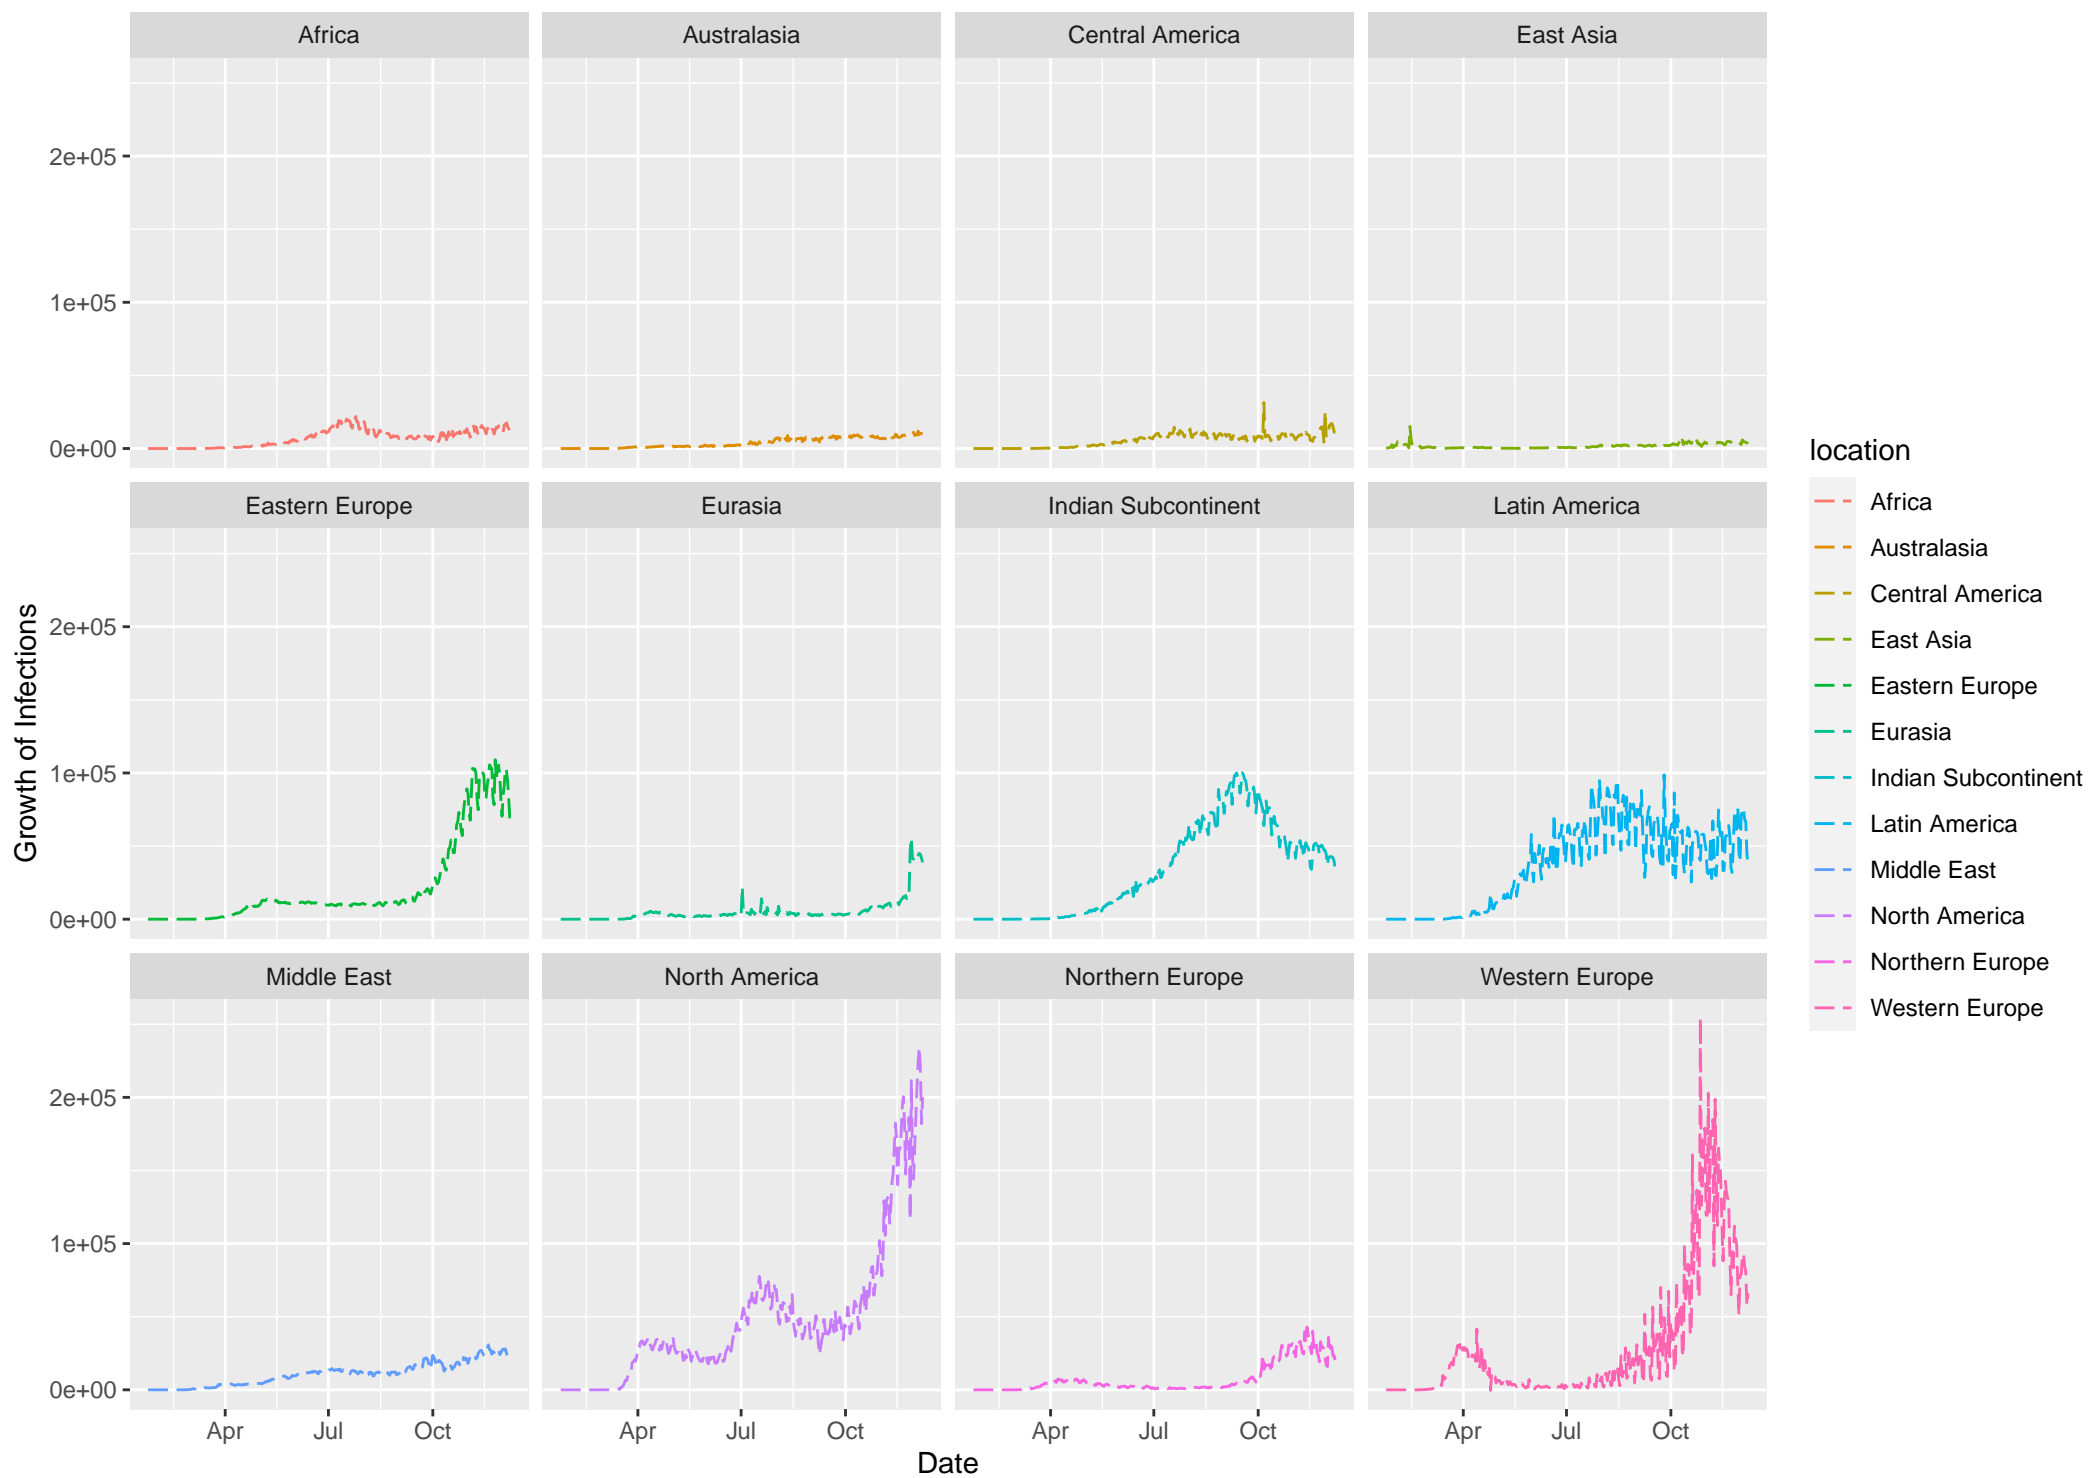 Africa
Australasia
Central America
East Asia
2e+05
1e+05
0e+00
Eastern Europe
Eurasia
Indian Subcontinent
Latin America
2e+05
1e+05
0e+00
Middle East
North America
Northern Europe
Western Europe
2e+05
1e+05
0e+00
Apr Jul Oct
Apr Jul Oct
Apr Jul Oct
Apr Jul Oct
Date
Growth of Infections
location
Africa
Australasia
Central America
East Asia
Eastern Europe
Eurasia
Indian Subcontinent
Latin America
Middle East
North America
Northern Europe
Western Europe